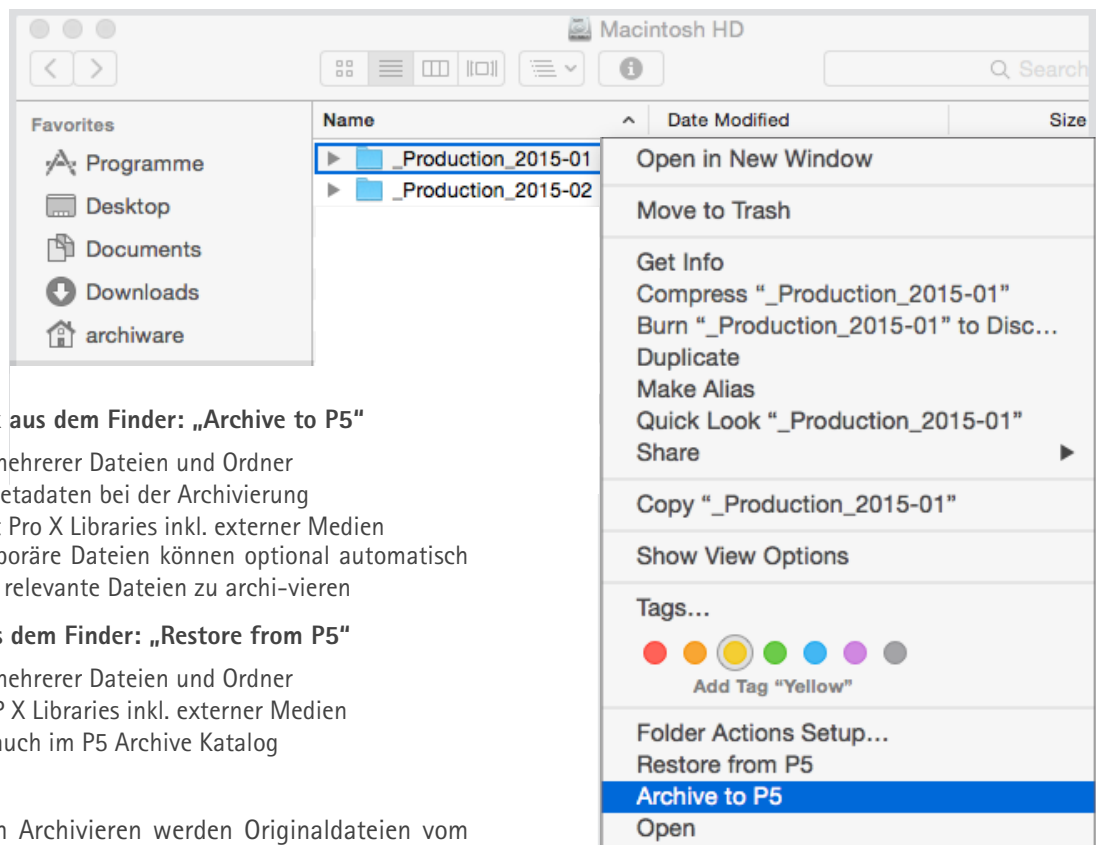 Macintosh HD
Search
Favorites
Programme
Desktop
Documents
Downloads
archiware
Name
Date Modified
Size
_Production_2015-01
_Production_2015-02
Open in New Window
Move to Trash
Get Info
Compress “_Production_2015-01”
Burn “_Production_2015-01” to Disc…
Duplicate
Make Alias
Quick Look “_Production_2015-01”
Share
Copy “_Production_2015-01”
Show View Options
Tags…
Add Tag “Yellow”
Folder Actions Setup…
Restore from P5
Archive to P5
Open
aus dem Finder: „Archive to P5“
mehrerer Dateien und Ordner
etadaten bei der Archivierung
Pro X Libraries inkl. externer Medien
poräre Dateien können optional automatisch
relevante Dateien zu archi-vieren
s dem Finder: „Restore from P5“
mehrerer Dateien und Ordner
P X Libraries inkl. externer Medien
auch im P5 Archive Katalog
Archivieren werden Originaldateien vom